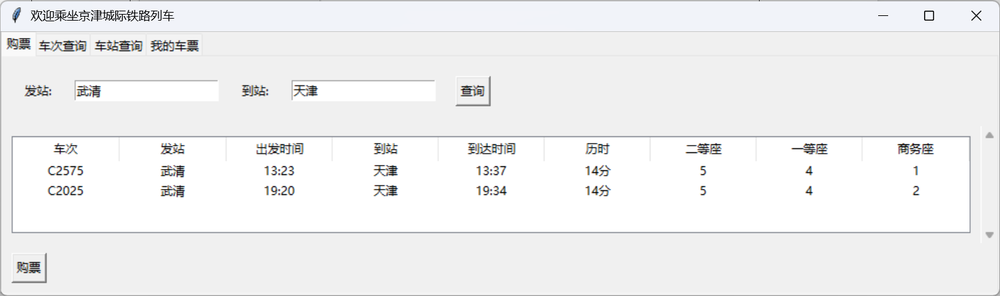 欢迎乘坐京津城际铁路列车
购票 车次查询 车站查询 我的车票
发站: 武清 到站: 天津 查询
车次 发站 出发时间 到站 到达时间 历时 二等座 一等座 商务座
C2575 武清 13:23 天津 13:37 14分 5 4 1
C2025 武清 19:20 天津 19:34 14分 5 4 2
购票